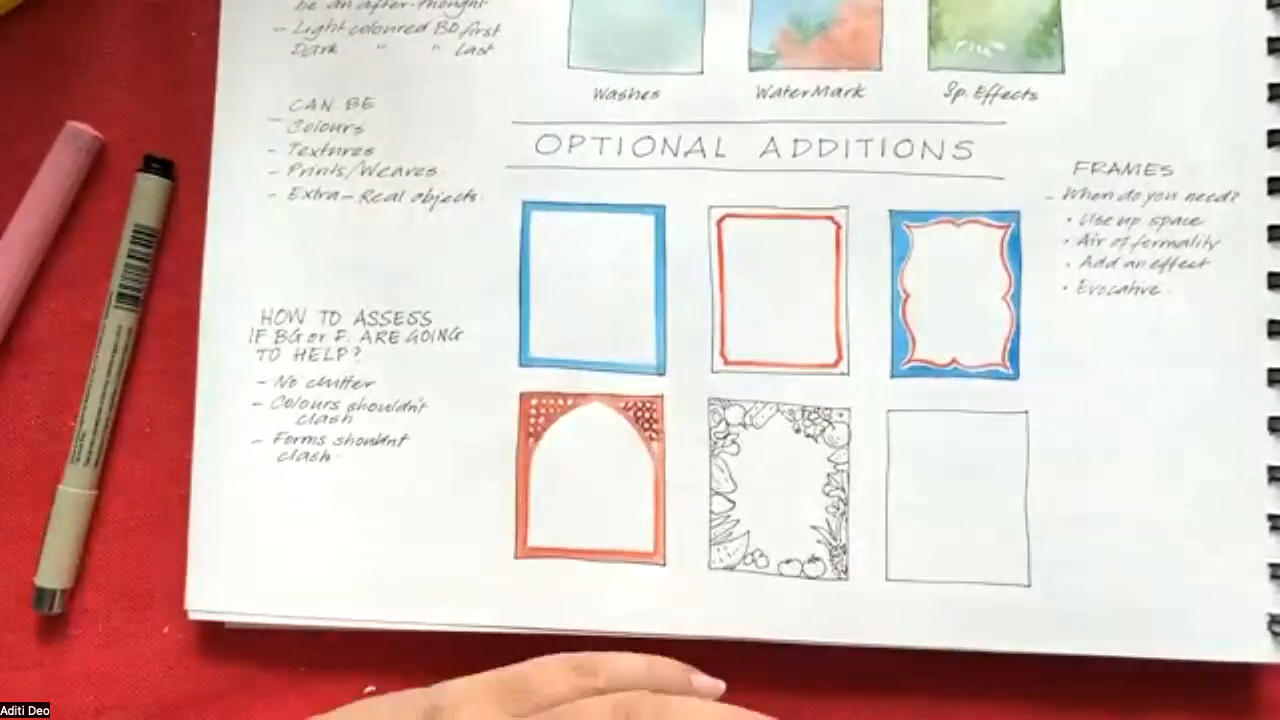 be an after-thought
- Light coloured BG first
Dark " " Last
Washes
WaterMark
Sp. Effects
CAN BE
- Colours
- Textures
- Prints/Weaves.
- Extra-Real objects.
OPTIONAL ADDITIONS
FRAMES
- When do you need?
• Use up space
• Air of formality
• Add an effect
• Evocative.
HOW TO ASSESS
IF BG or F. ARE GOING
TO HELP?
- No clutter
- Colours shouldn't
clash
- Forms shouldnt
clash.
Aditi Deo